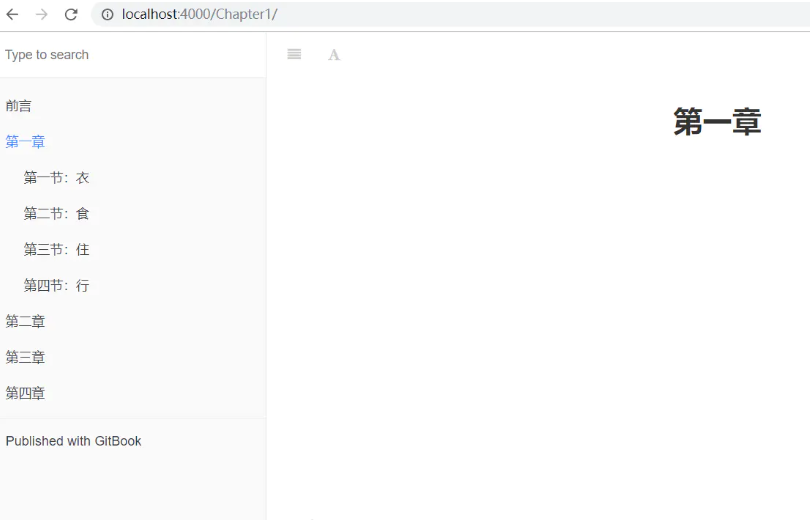 localhost:4000/Chapter1/
Type to search
A
前言
第一章
第一章
第一节：衣
第二节：食
第三节：住
第四节：行
第二章
第三章
第四章
Published with GitBook